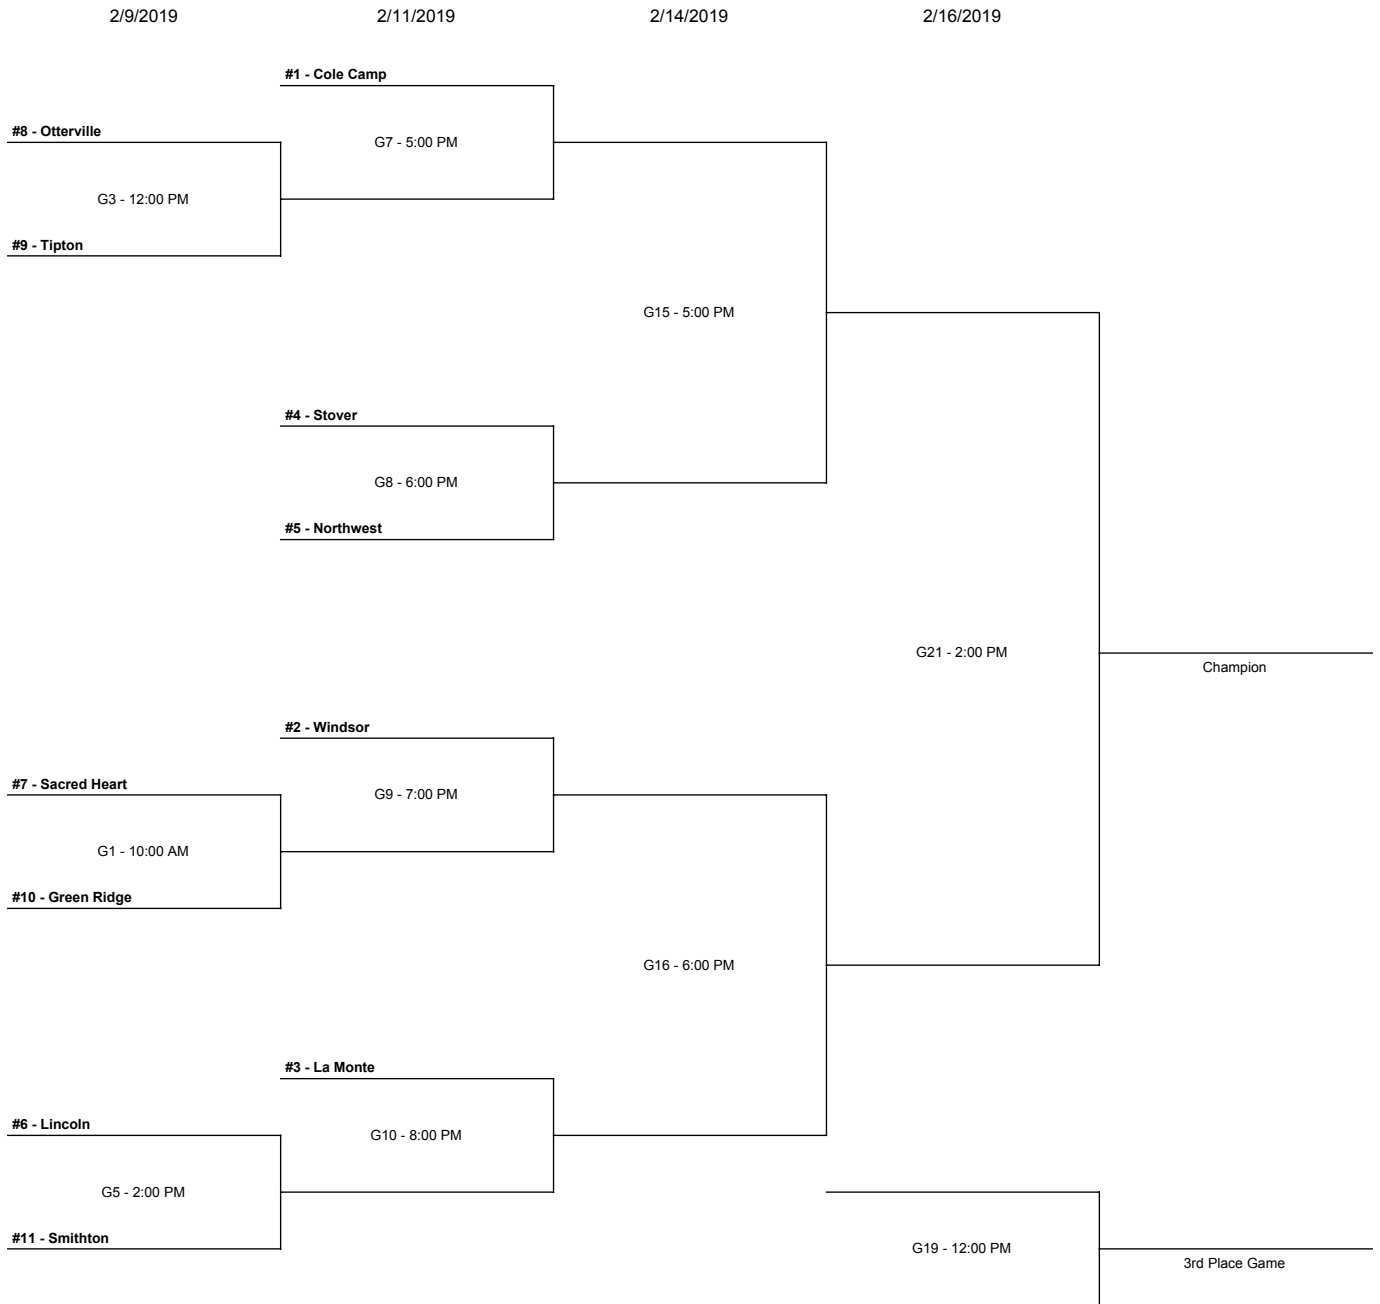 2/9/2019 2/11/2019 2/14/2019 2/16/2019
#1 - Cole Camp
#8 - Otterville
G7 - 5:00 PM
G3 - 12:00 PM
#9 - Tipton
G15 - 5:00 PM
#4 - Stover
G8 - 6:00 PM
#5 - Northwest
G21 - 2:00 PM
Champion
#2 - Windsor
#7 - Sacred Heart
G9 - 7:00 PM
G1 - 10:00 AM
#10 - Green Ridge
G16 - 6:00 PM
#3 - La Monte
#6 - Lincoln
G10 - 8:00 PM
G5 - 2:00 PM
#11 - Smithton
G19 - 12:00 PM
3rd Place Game